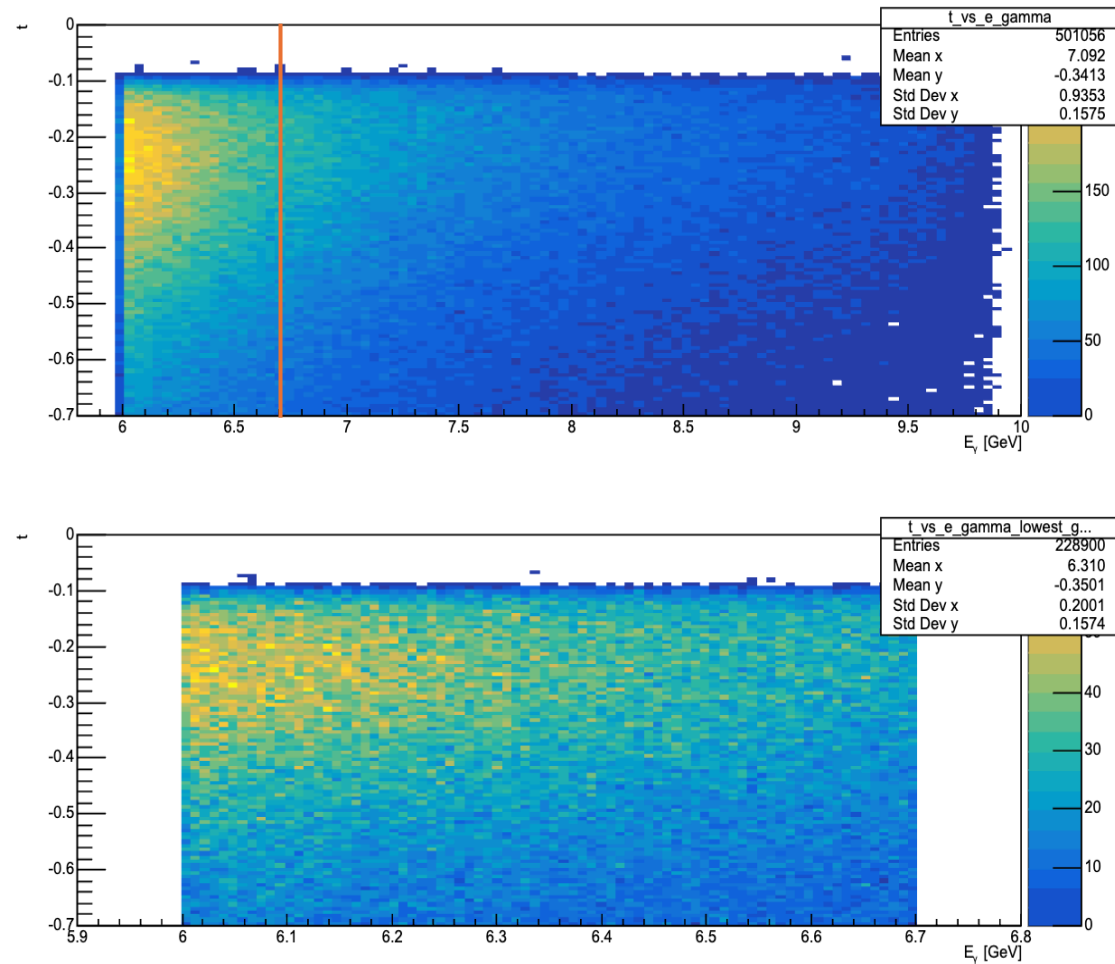 t_vs_e_gamma
Entries 501056
Mean x 7.092
Mean y -0.3413
Std Dev x 0.9353
Std Dev y 0.1575
t
0
-0.1
-0.2
-0.3
-0.4
-0.5
-0.6
-0.7
150
100
50
0
6 6.5 7 7.5 8 8.5 9 9.5 10
E_γ [GeV]
t_vs_e_gamma_lowest_g...
Entries 228900
Mean x 6.310
Mean y -0.3501
Std Dev x 0.2001
Std Dev y 0.1574
t
0
-0.1
-0.2
-0.3
-0.4
-0.5
-0.6
-0.7
40
30
20
10
0
5.9 6 6.1 6.2 6.3 6.4 6.5 6.6 6.7 6.8
E_γ [GeV]